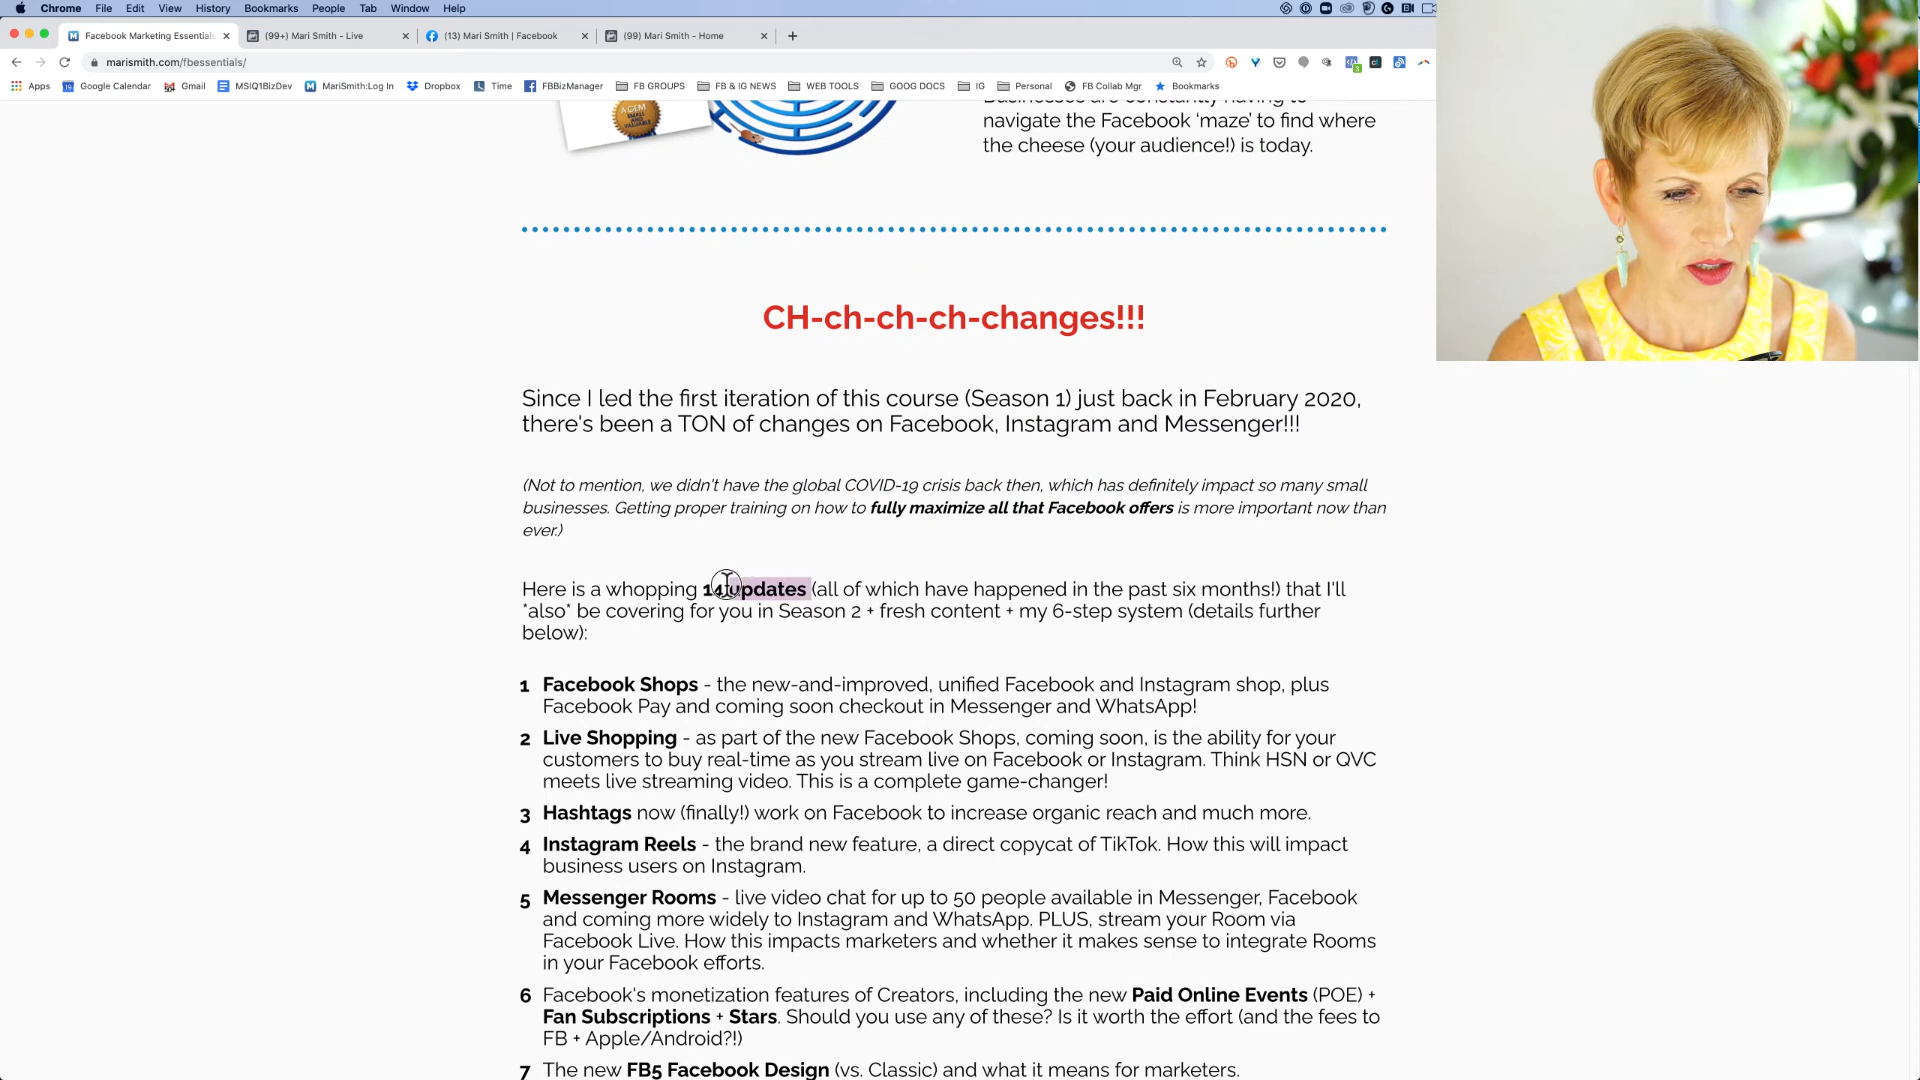 Chrome File Edit View History Bookmarks People Tab Window Help
Facebook Marketing Essentials
(99+) Mari Smith - Live
(13) Mari Smith | Facebook
(99) Mari Smith - Home
marismith.com/fbessentials/
Apps Google Calendar Gmail MSIQ1BizDev MariSmith:Log In Dropbox Time FBBizManager FB GROUPS FB & IG NEWS WEB TOOLS GOOG DOCS IG Personal FB Collab Mgr Bookmarks
A GEM
SMALL AND
VALUABLE
Businesses are constantly having to
navigate the Facebook ‘maze’ to find where
the cheese (your audience!) is today.
CH-ch-ch-ch-changes!!!
Since I led the first iteration of this course (Season 1) just back in February 2020,
there's been a TON of changes on Facebook, Instagram and Messenger!!!
(Not to mention, we didn't have the global COVID-19 crisis back then, which has definitely impact so many small
businesses. Getting proper training on how to fully maximize all that Facebook offers is more important now than
ever.)
Here is a whopping 14 updates (all of which have happened in the past six months!) that I'll
*also* be covering for you in Season 2 + fresh content + my 6-step system (details further
below):
1 Facebook Shops - the new-and-improved, unified Facebook and Instagram shop, plus
Facebook Pay and coming soon checkout in Messenger and WhatsApp!
2 Live Shopping - as part of the new Facebook Shops, coming soon, is the ability for your
customers to buy real-time as you stream live on Facebook or Instagram. Think HSN or QVC
meets live streaming video. This is a complete game-changer!
3 Hashtags now (finally!) work on Facebook to increase organic reach and much more.
4 Instagram Reels - the brand new feature, a direct copycat of TikTok. How this will impact
business users on Instagram.
5 Messenger Rooms - live video chat for up to 50 people available in Messenger, Facebook
and coming more widely to Instagram and WhatsApp. PLUS, stream your Room via
Facebook Live. How this impacts marketers and whether it makes sense to integrate Rooms
in your Facebook efforts.
6 Facebook's monetization features of Creators, including the new Paid Online Events (POE) +
Fan Subscriptions + Stars. Should you use any of these? Is it worth the effort (and the fees to
FB + Apple/Android?!)
7 The new FB5 Facebook Design (vs. Classic) and what it means for marketers.